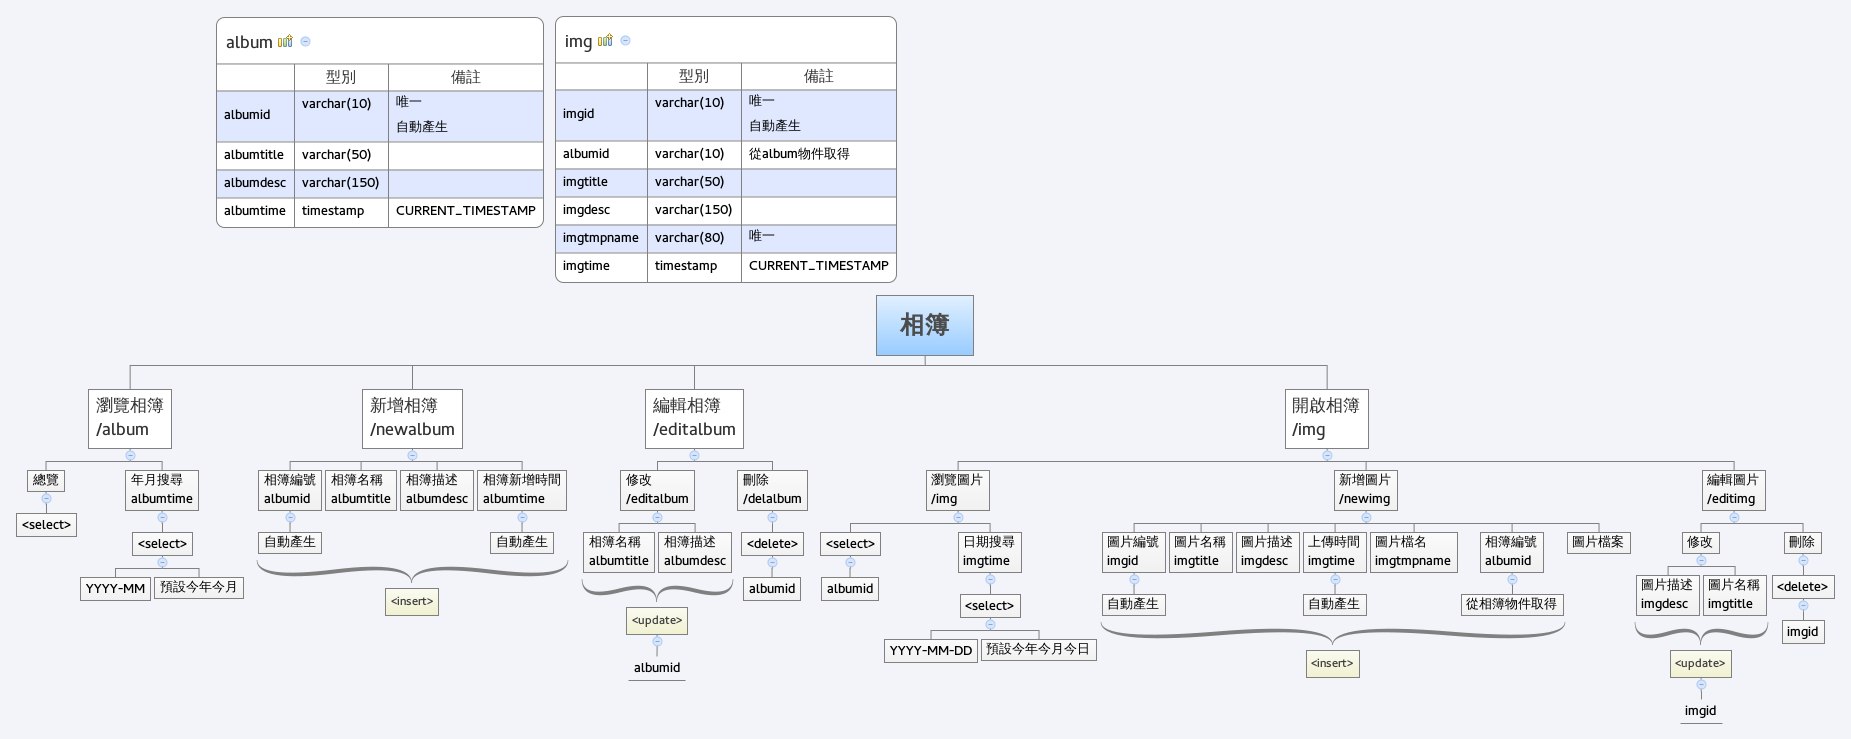 album
型別 備註
albumid varchar(10) 唯一
自動產生
albumtitle varchar(50)
albumdesc varchar(150)
albumtime timestamp CURRENT_TIMESTAMP
img
型別 備註
imgid varchar(10) 唯一
自動產生
albumid varchar(10) 從album物件取得
imgtitle varchar(50)
imgdesc varchar(150)
imgtmpname varchar(80) 唯一
imgtime timestamp CURRENT_TIMESTAMP
相簿
瀏覽相簿
/album
總覽
<select>
年月搜尋
albumtime
<select>
YYYY-MM
預設今年今月
新增相簿
/newalbum
相簿編號
albumid
自動產生
相簿名稱
albumtitle
相簿描述
albumdesc
相簿新增時間
albumtime
自動產生
<insert>
編輯相簿
/editalbum
修改
/editalbum
相簿名稱
albumtitle
相簿描述
albumdesc
<update>
albumid
刪除
/delalbum
<delete>
albumid
開啟相簿
/img
瀏覽圖片
/img
<select>
albumid
日期搜尋
imgtime
<select>
YYYY-MM-DD
預設今年今月今日
新增圖片
/newimg
圖片編號
imgid
自動產生
圖片名稱
imgtitle
圖片描述
imgdesc
上傳時間
imgtime
自動產生
圖片檔名
imgtmpname
相簿編號
albumid
從相簿物件取得
圖片檔案
<insert>
編輯圖片
/editimg
修改
圖片描述
imgdesc
圖片名稱
imgtitle
<update>
imgid
刪除
<delete>
imgid